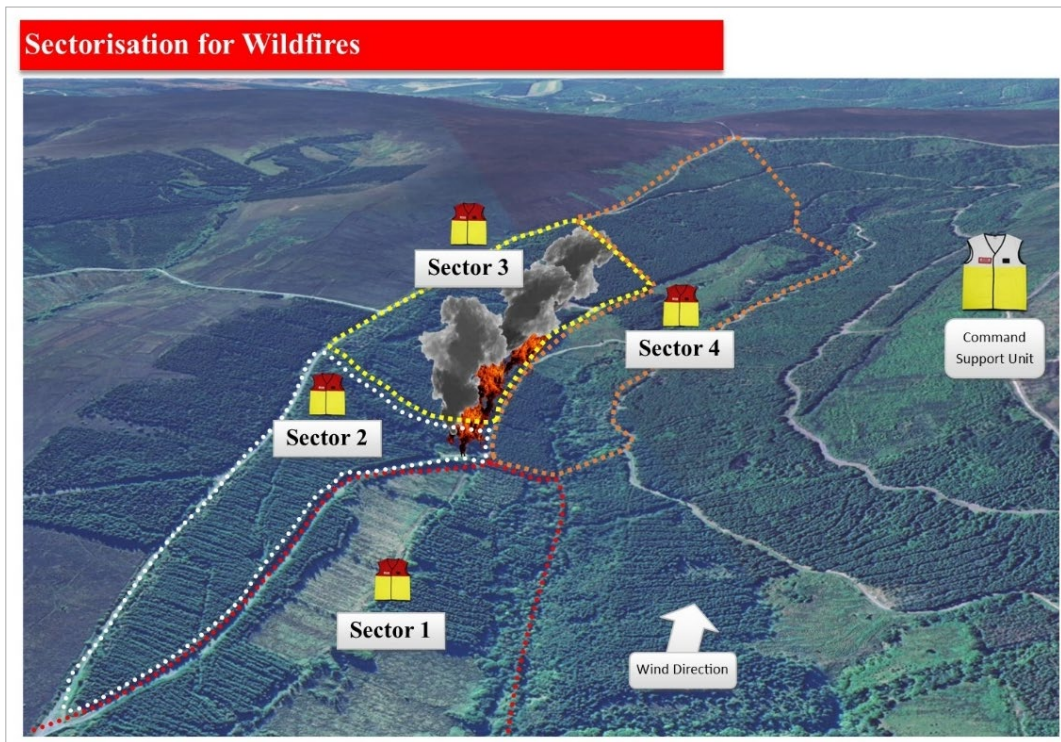 Sectorisation for Wildfires
Sector 3
Sector 4
Command
Support Unit
Sector 2
Sector 1
Wind Direction